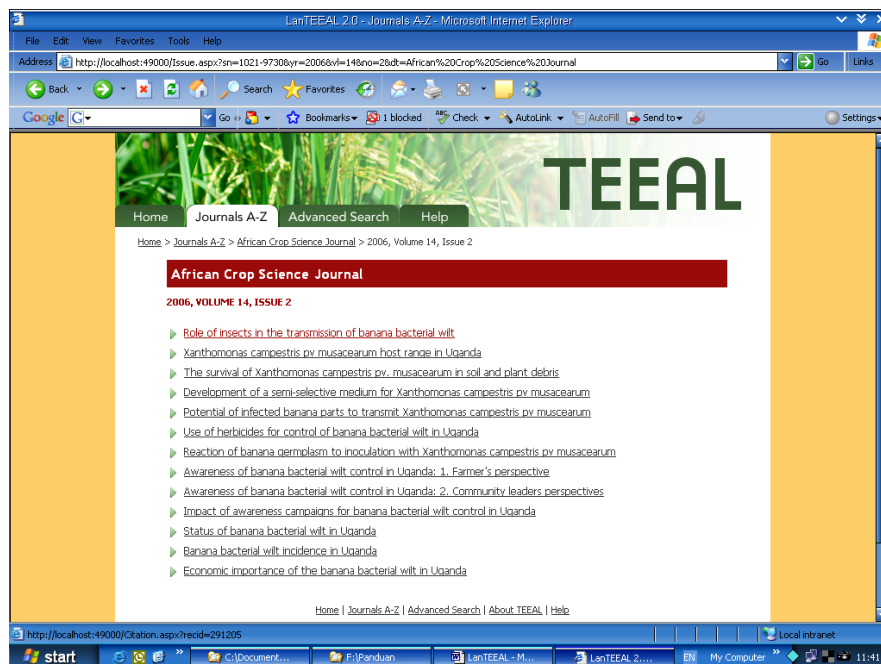 LanTEEAL 2.0 - Journals A-Z - Microsoft Internet Explorer
File Edit View Favorites Tools Help
Address http://localhost:49000/Issue.aspx?sn=1021-9730&yr=2006&vl=14&no=2&dt=African%20Crop%20Science%20Journal Go Links
Back Search Favorites
Google G Go Bookmarks 1 blocked ABC Check AutoLink AutoFill Send to Settings
TEEAL
Home Journals A-Z Advanced Search Help
Home > Journals A-Z > African Crop Science Journal > 2006, Volume 14, Issue 2
African Crop Science Journal
2006, VOLUME 14, ISSUE 2
Role of insects in the transmission of banana bacterial wilt
Xanthomonas campestris pv musacearum host range in Uganda
The survival of Xanthomonas campestris pv. musacearum in soil and plant debris
Development of a semi-selective medium for Xanthomonas campestris pv musacearum
Potential of infected banana parts to transmit Xanthomonas campestris pv muscearum
Use of herbicides for control of banana bacterial wilt in Uganda
Reaction of banana germplasm to inoculation with Xanthomonas campestris pv musacearum
Awareness of banana bacterial wilt control in Uganda: 1. Farmer's perspective
Awareness of banana bacterial wilt control in Uganda: 2. Community leaders perspectives
Impact of awareness campaigns for banana bacterial wilt control in Uganda
Status of banana bacterial wilt in Uganda
Banana bacterial wilt incidence in Uganda
Economic importance of the banana bacterial wilt in Uganda
Home | Journals A-Z | Advanced Search | About TEEAL | Help
http://localhost:49000/Citation.aspx?recid=291205 Local intranet
start C:\Document... F:\Panduan LanTEEAL - M... LanTEEAL 2.... EN My Computer 11:41